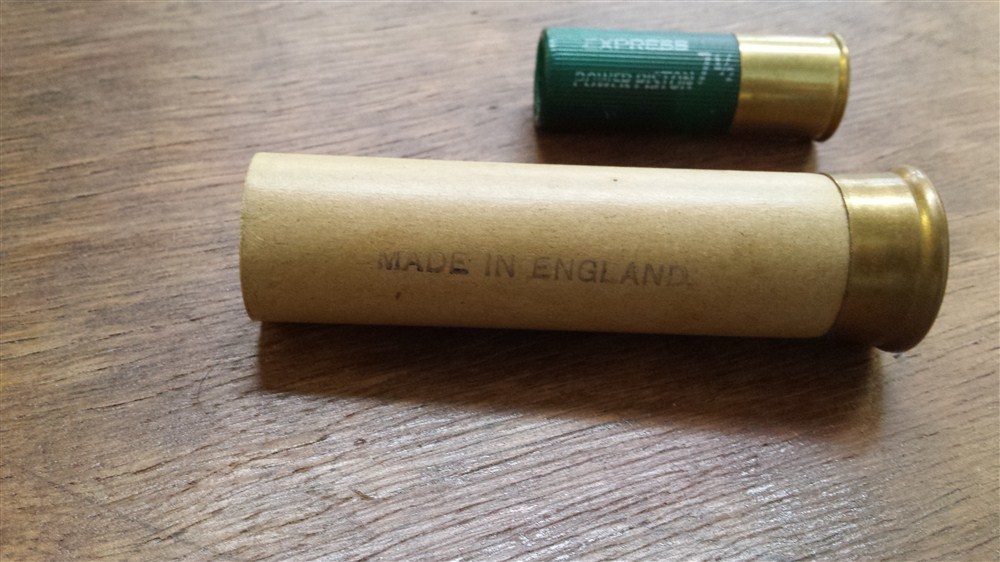 EXPRESS
POWER PISTON 7½
MADE IN ENGLAND.